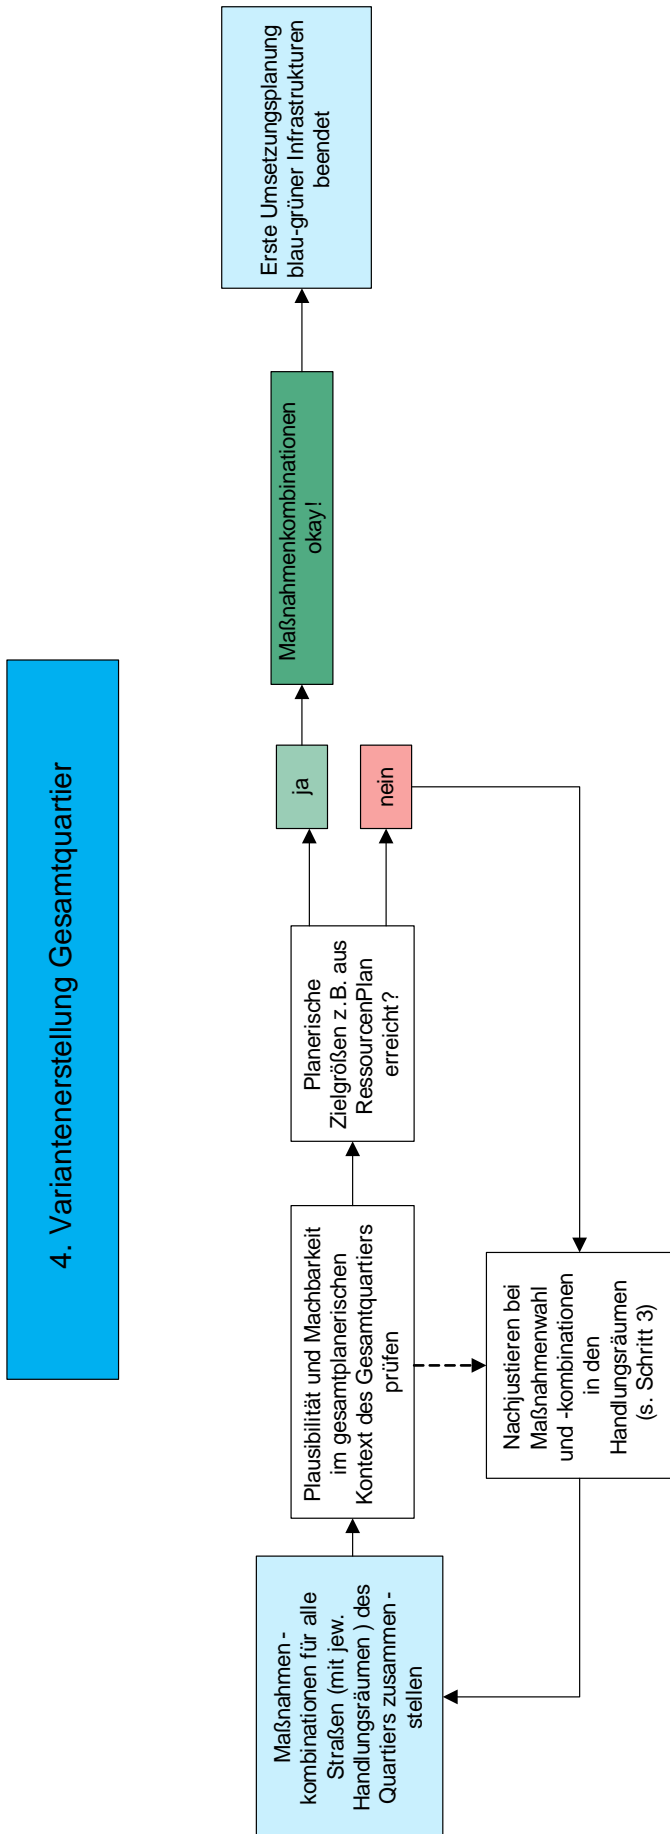 4. Variantenerstellung Gesamtquartier
Maßnahmen -
kombinationen für alle
Straßen (mit jew.
Handlungsräumen ) des
Quartiers zusammen -
stellen
Plausibilität und Machbarkeit
im gesamtplanerischen
Kontext des Gesamtquartiers
prüfen
Planerische
Zielgrößen z.B. aus
RessourcenPlan
erreicht?
ja
nein
Maßnahmenkombinationen
okay!
Erste Umsetzungsplanung
blau-grüner Infrastrukturen
beendet
Nachjustieren bei
Maßnahmenwahl
und -kombinationen
in den
Handlungsräumen
(s. Schritt 3)